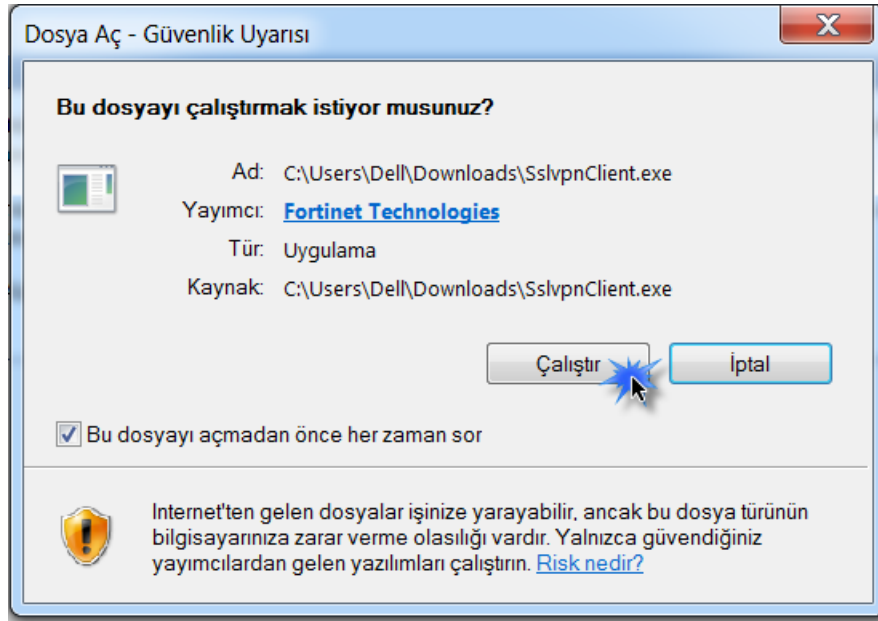 Dosya Aç - Güvenlik Uyarısı
Bu dosyayı çalıştırmak istiyor musunuz?
Ad: C:\Users\Dell\Downloads\SslvpnClient.exe
Yayımcı: Fortinet Technologies
Tür: Uygulama
Kaynak: C:\Users\Dell\Downloads\SslvpnClient.exe
Çalıştır İptal
Bu dosyayı açmadan önce her zaman sor
Internet'ten gelen dosyalar işinize yarayabilir, ancak bu dosya türünün
bilgisayarınıza zarar verme olasılığı vardır. Yalnızca güvendiğiniz
yayımcılardan gelen yazılımları çalıştırın. Risk nedir?